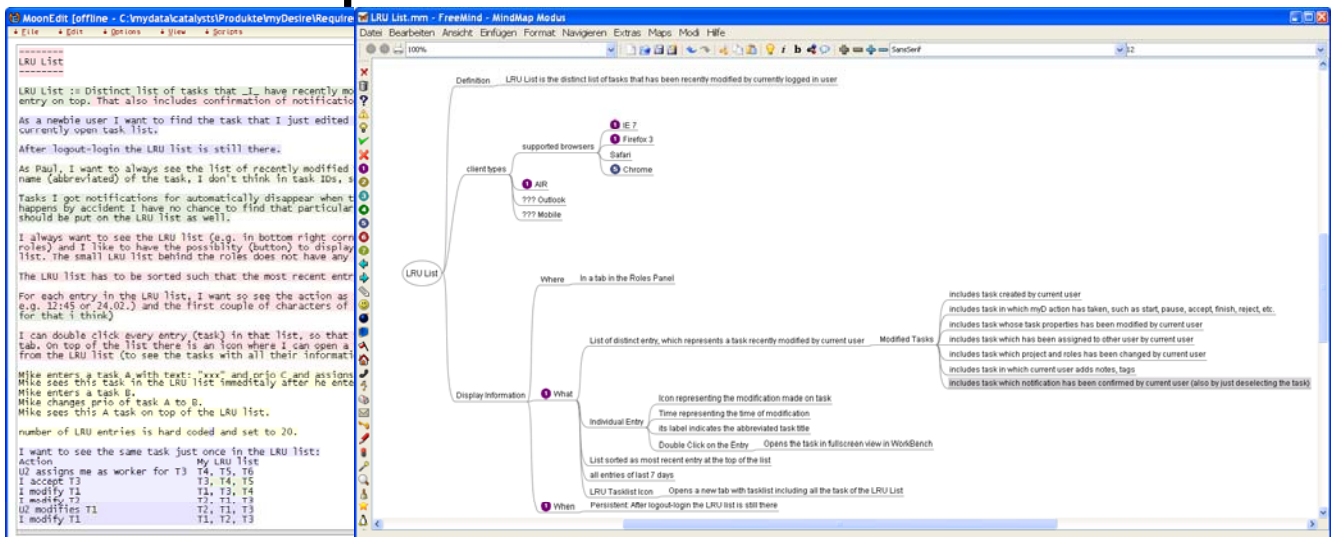 MoonEdit [offline - C:\mydata\catalysts\Produkte\myDesire\Require
File Edit Options View Scripts
--------
LRU List
--------
LRU List := Distinct list of tasks that _I_ have recently mo
entry on top. That also includes confirmation of notificatio
As a newbie user I want to find the task that I just edited
currently open task list.
After logout-login the LRU list is still there.
As Paul, I want to always see the list of recently modified
name (abbreviated) of the task, I don't think in task IDs, s
Tasks I got notifications for automatically disappear when t
happens by accident I have no chance to find that particular
should be put on the LRU list as well.
I always want to see the LRU list (e.g. in bottom right corn
roles) and I like to have the possiblity (button) to display
list. The small LRU list behind the roles does not have any
The LRU list has to be sorted such that the most recent entr
For each entry in the LRU list, I want so see the action as
e.g. 12:45 or 24.02.) and the first couple of characters of
for that i think)
I can double click every entry (task) in that list, so that
tab. On top of the list there is an icon where I can open a
from the LRU list (to see the tasks with all their informati
Mike enters a task A with text: "xxx" and prio C and assigns
Mike sees this task in the LRU list immeditaly after he ente
Mike enters a task B.
Mike changes prio of task A to B.
Mike sees this A task on top of the LRU list.
number of LRU entries is hard coded and set to 20.
I want to see the same task just once in the LRU list:
Action My LRU list
U2 assigns me as worker for T3 T4, T5, T6
I accept T3 T3, T4, T5
I modify T1 T1, T3, T4
I modify T2 T2, T1, T3
U2 modifies T1 T2, T1, T3
I modify T1 T1, T2, T3
LRU List.mm - FreeMind - MindMap Modus
Datei Bearbeiten Ansicht Einfügen Format Navigieren Extras Maps Modi Hilfe
100% SansSerif 12
LRU List
Definition LRU List is the distinct list of tasks that has been recently modified by currently logged in user
client types
supported browsers
IE 7
Firefox 3
Safari
Chrome
AIR
??? Outlook
??? Mobile
Display Information
Where In a tab in the Roles Panel
What
List of distinct entry, which represents a task recently modified by current user Modified Tasks
includes task created by current user
includes task in which myD action has taken, such as start, pause, accept, finish, reject, etc.
includes task whose task properties has been modified by current user
includes task which has been assigned to other user by current user
includes task which project and roles has been changed by current user
includes task in which current user adds notes, tags
includes task which notification has been confirmed by current user (also by just deselecting the task)
Individual Entry
Icon representing the modification made on task
Time representing the time of modification
its label indicates the abbreviated task title
Double Click on the Entry Opens the task in fullscreen view in WorkBench
List sorted as most recent entry at the top of the list
all entries of last 7 days
LRU Tasklist Icon Opens a new tab with tasklist including all the task of the LRU List
When Persistent: After logout-login the LRU list is still there